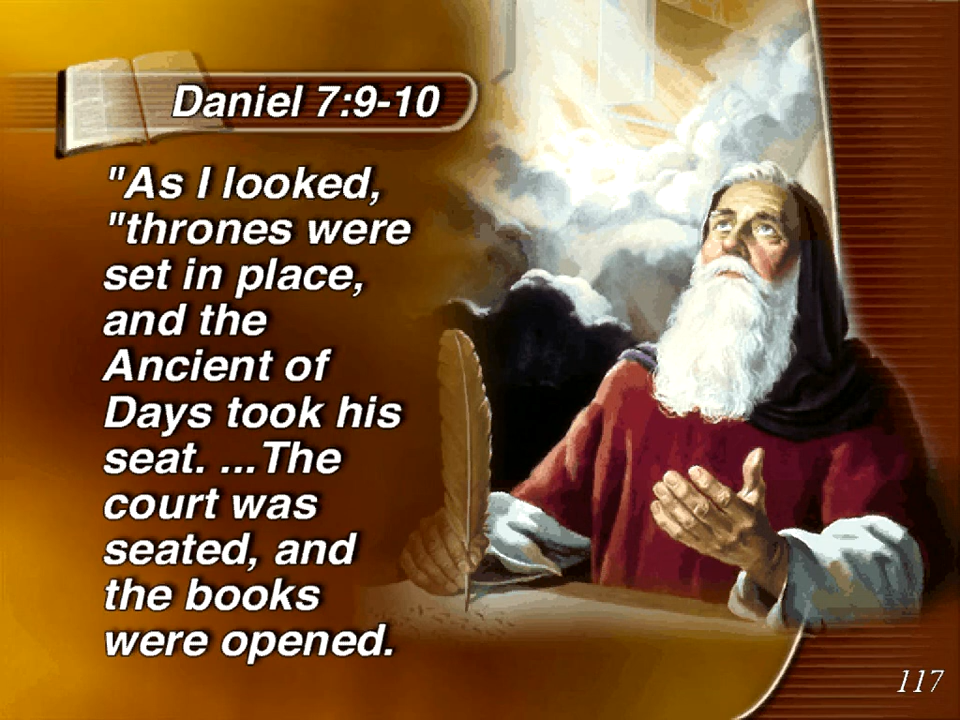 Daniel 7:9-10
"As I looked,
"thrones were
set in place,
and the
Ancient of
Days took his
seat. ...The
court was
seated, and
the books
were opened.
117